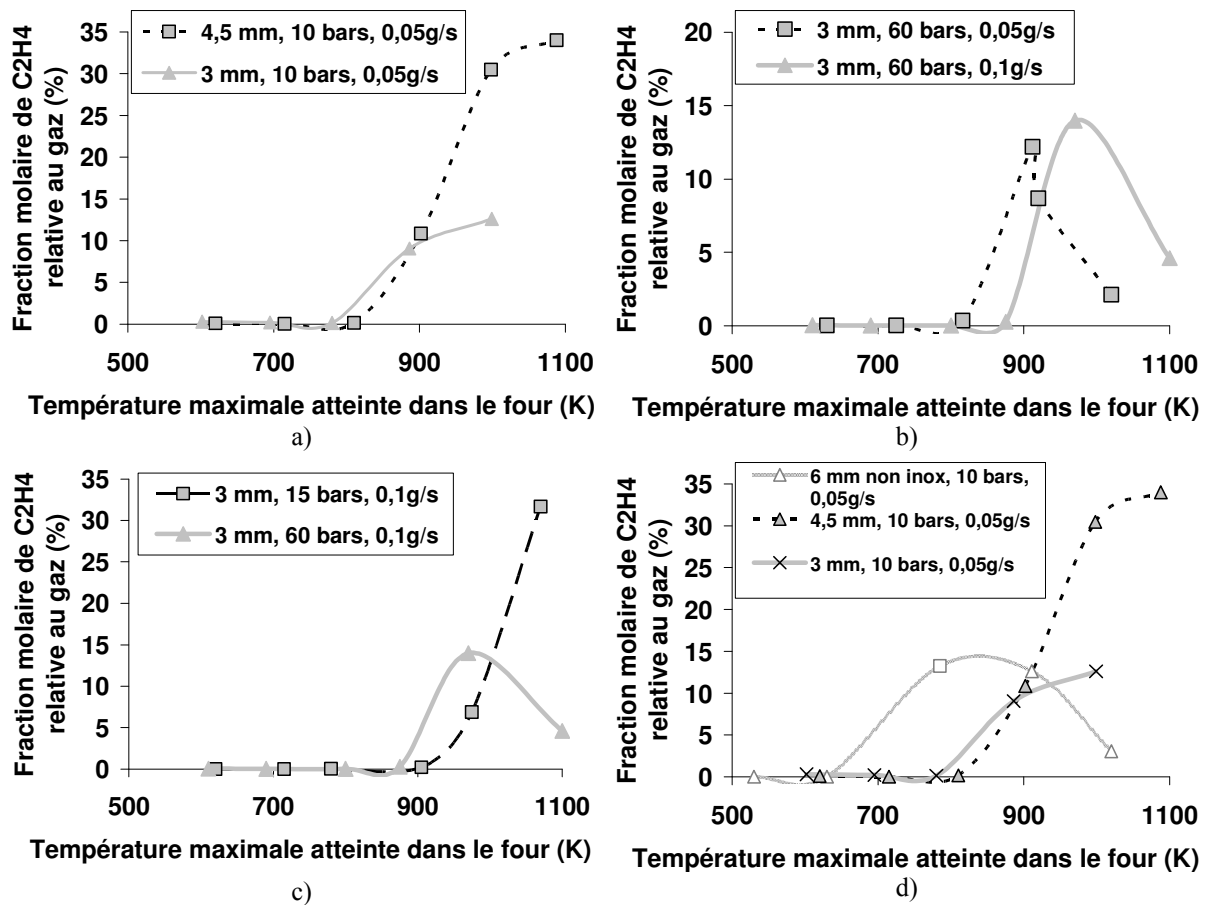 Fraction molaire de C2H4
relative au gaz (%)
35
30
25
20
15
10
5
0
4,5 mm, 10 bars, 0,05g/s
3 mm, 10 bars, 0,05g/s
500
700
900
1100
Température maximale atteinte dans le four (K)
a)
Fraction molaire de C2H4
relative au gaz (%)
20
15
10
5
0
3 mm, 60 bars, 0,05g/s
3 mm, 60 bars, 0,1g/s
500
700
900
1100
Température maximale atteinte dans le four (K)
b)
Fraction molaire de C2H4
relative au gaz (%)
35
30
25
20
15
10
5
0
3 mm, 15 bars, 0,1g/s
3 mm, 60 bars, 0,1g/s
500
700
900
1100
Température maximale atteinte dans le four (K)
c)
Fraction molaire de C2H4
relative au gaz (%)
35
30
25
20
15
10
5
0
6 mm non inox, 10 bars,
0,05g/s
4,5 mm, 10 bars, 0,05g/s
3 mm, 10 bars, 0,05g/s
500
700
900
1100
Température maximale atteinte dans le four (K)
d)